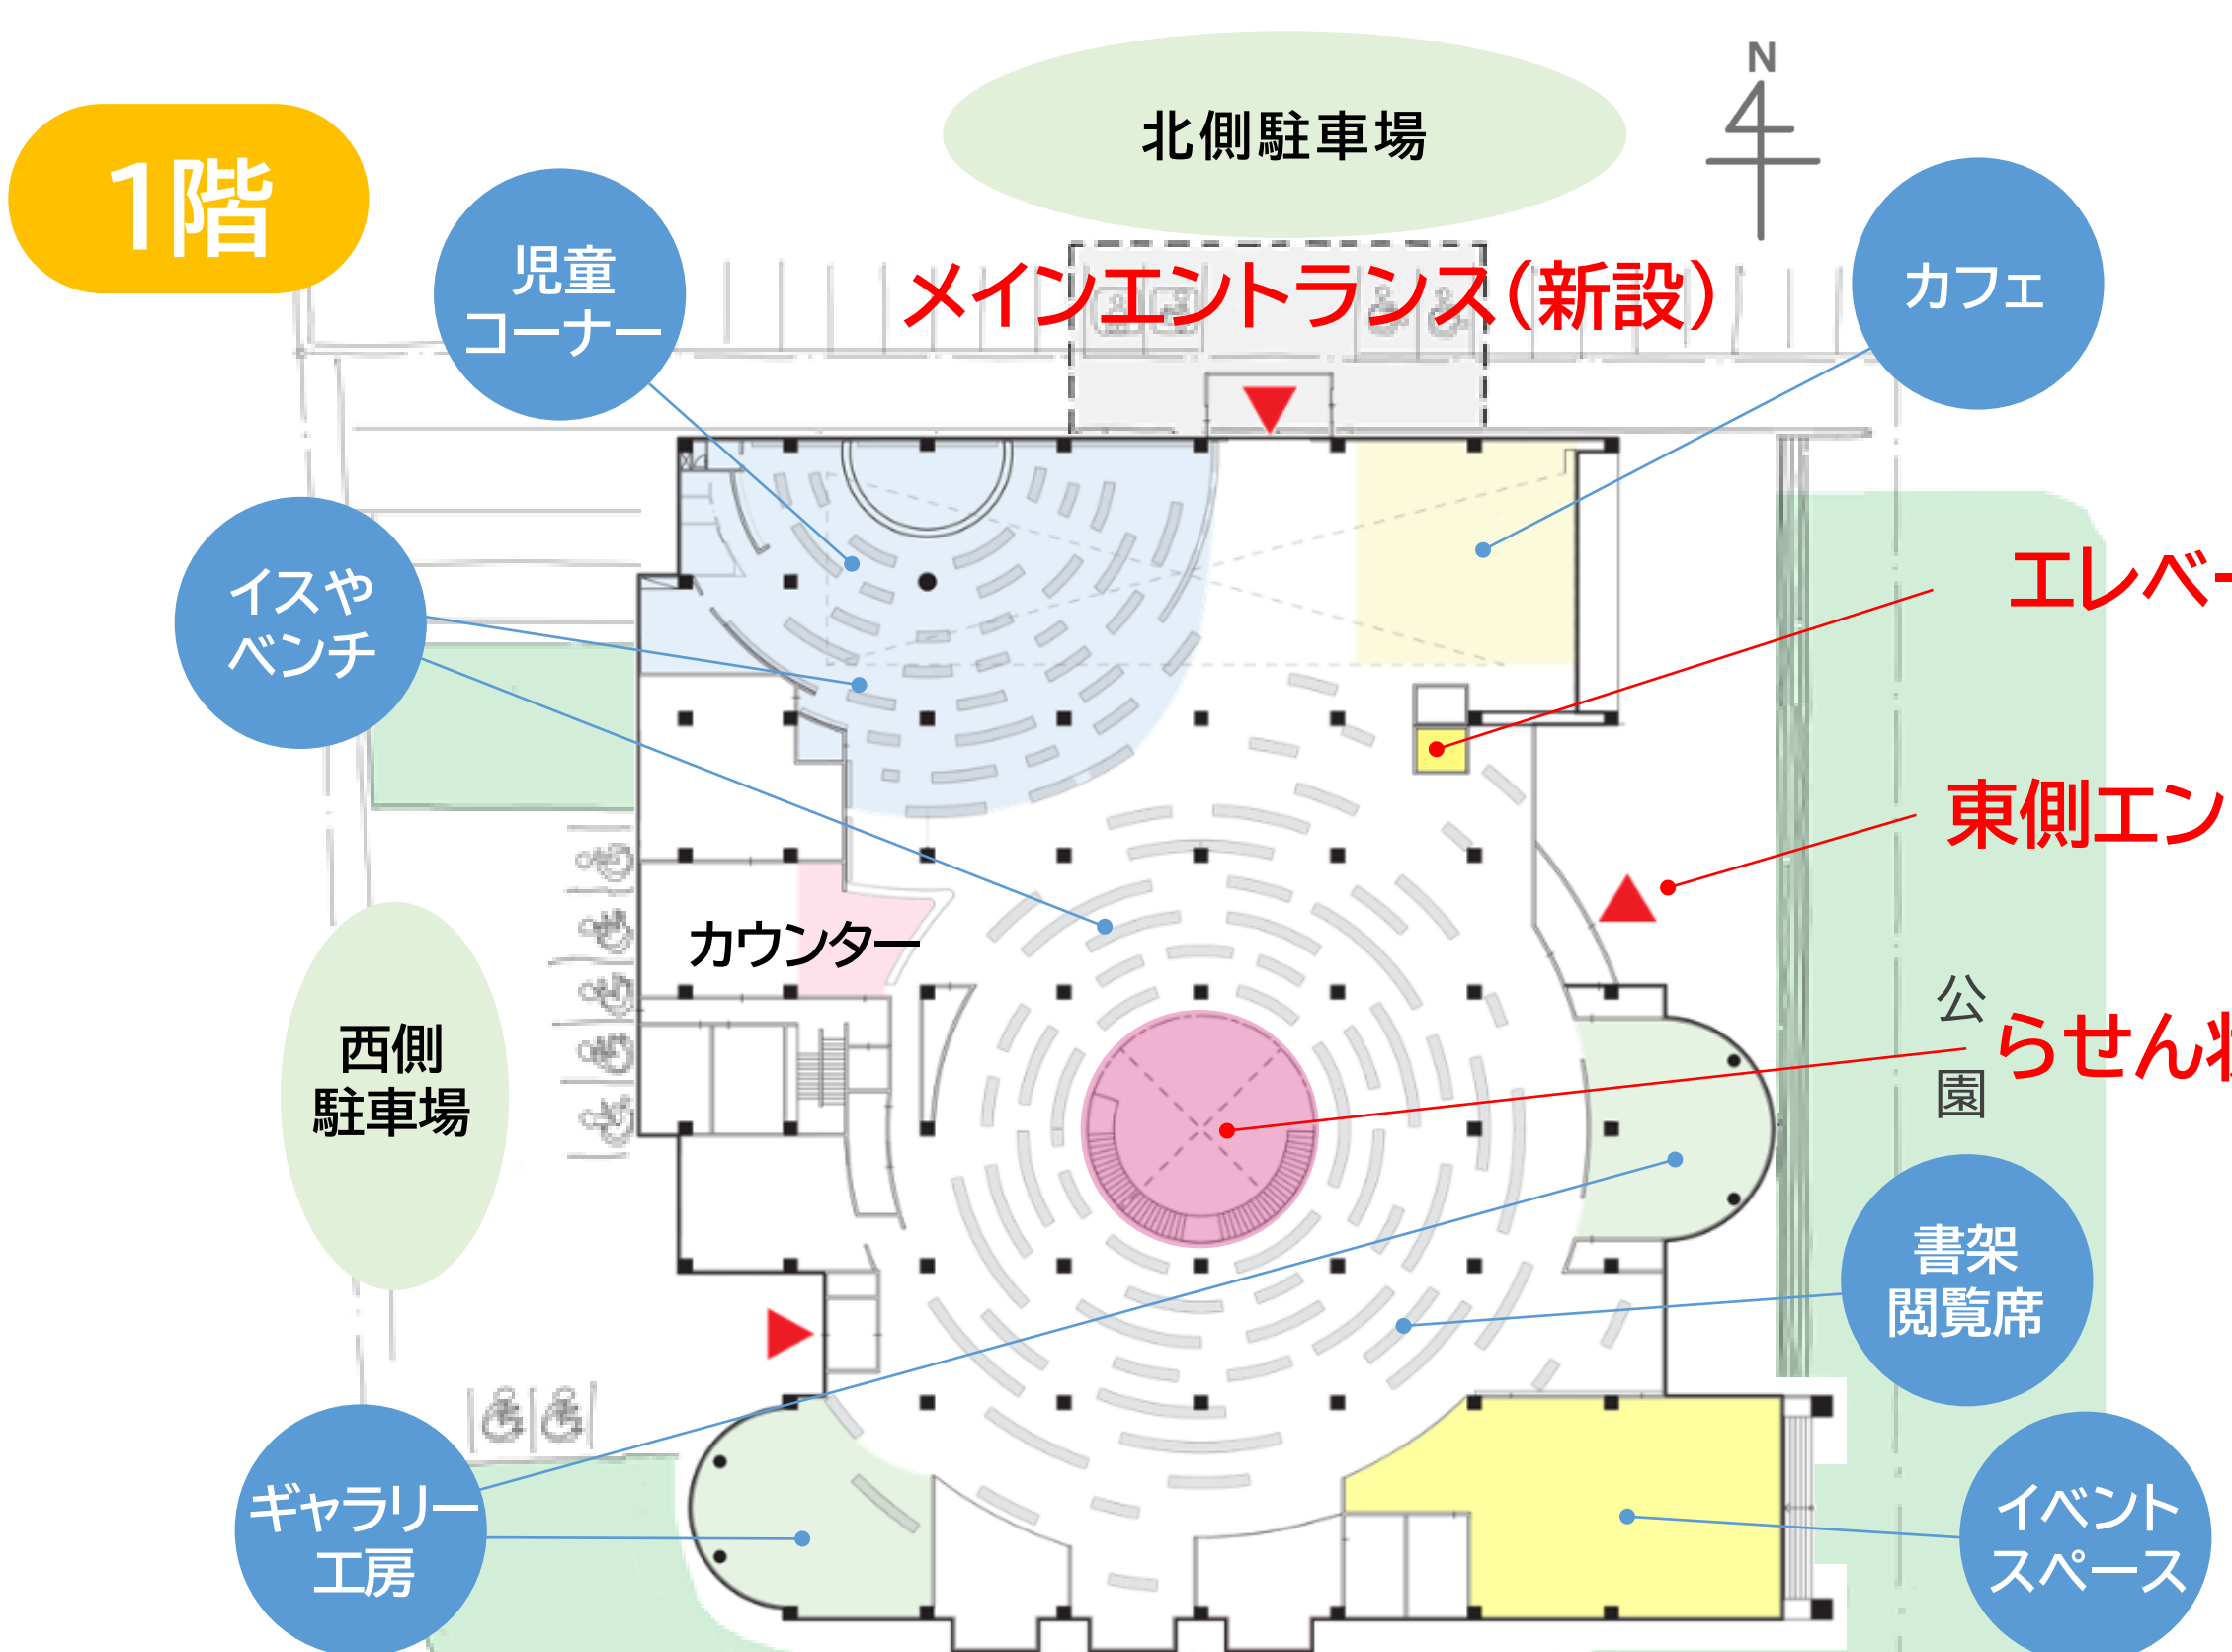 1階
北側駐車場
N
児童
コーナー
メインエントランス（新設）
カフェ
イスや
ベンチ
エレベー
東側エン
カウンター
公
園
らせん
西側
駐車場
書架
閲覧席
ギャラリー
工房
イベント
スペース